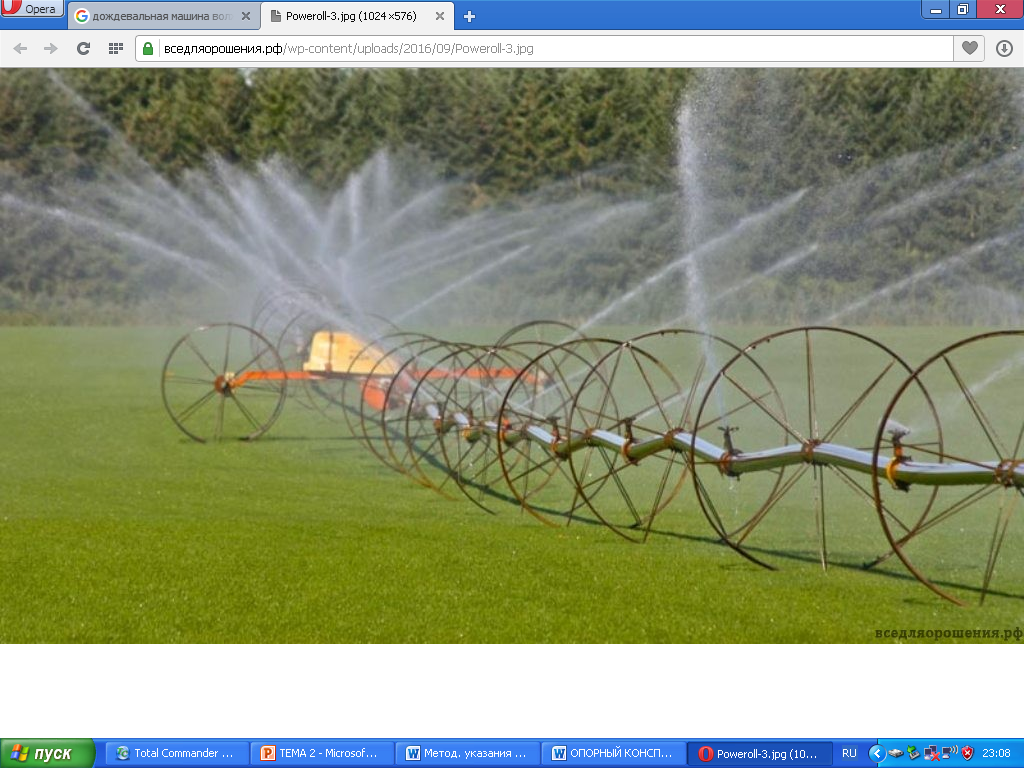 Opera
дождевальная машина вол
Poweroll-3.jpg (1024×576)
вседляорошения.рф/wp-content/uploads/2016/09/Poweroll-3.jpg
вседляорошения.рф
пуск
Total Commander ...
ТЕМА 2 - Microsof...
Метод. указания ...
ОПОРНЫЙ КОНСП...
Poweroll-3.jpg (10...
RU
23:08